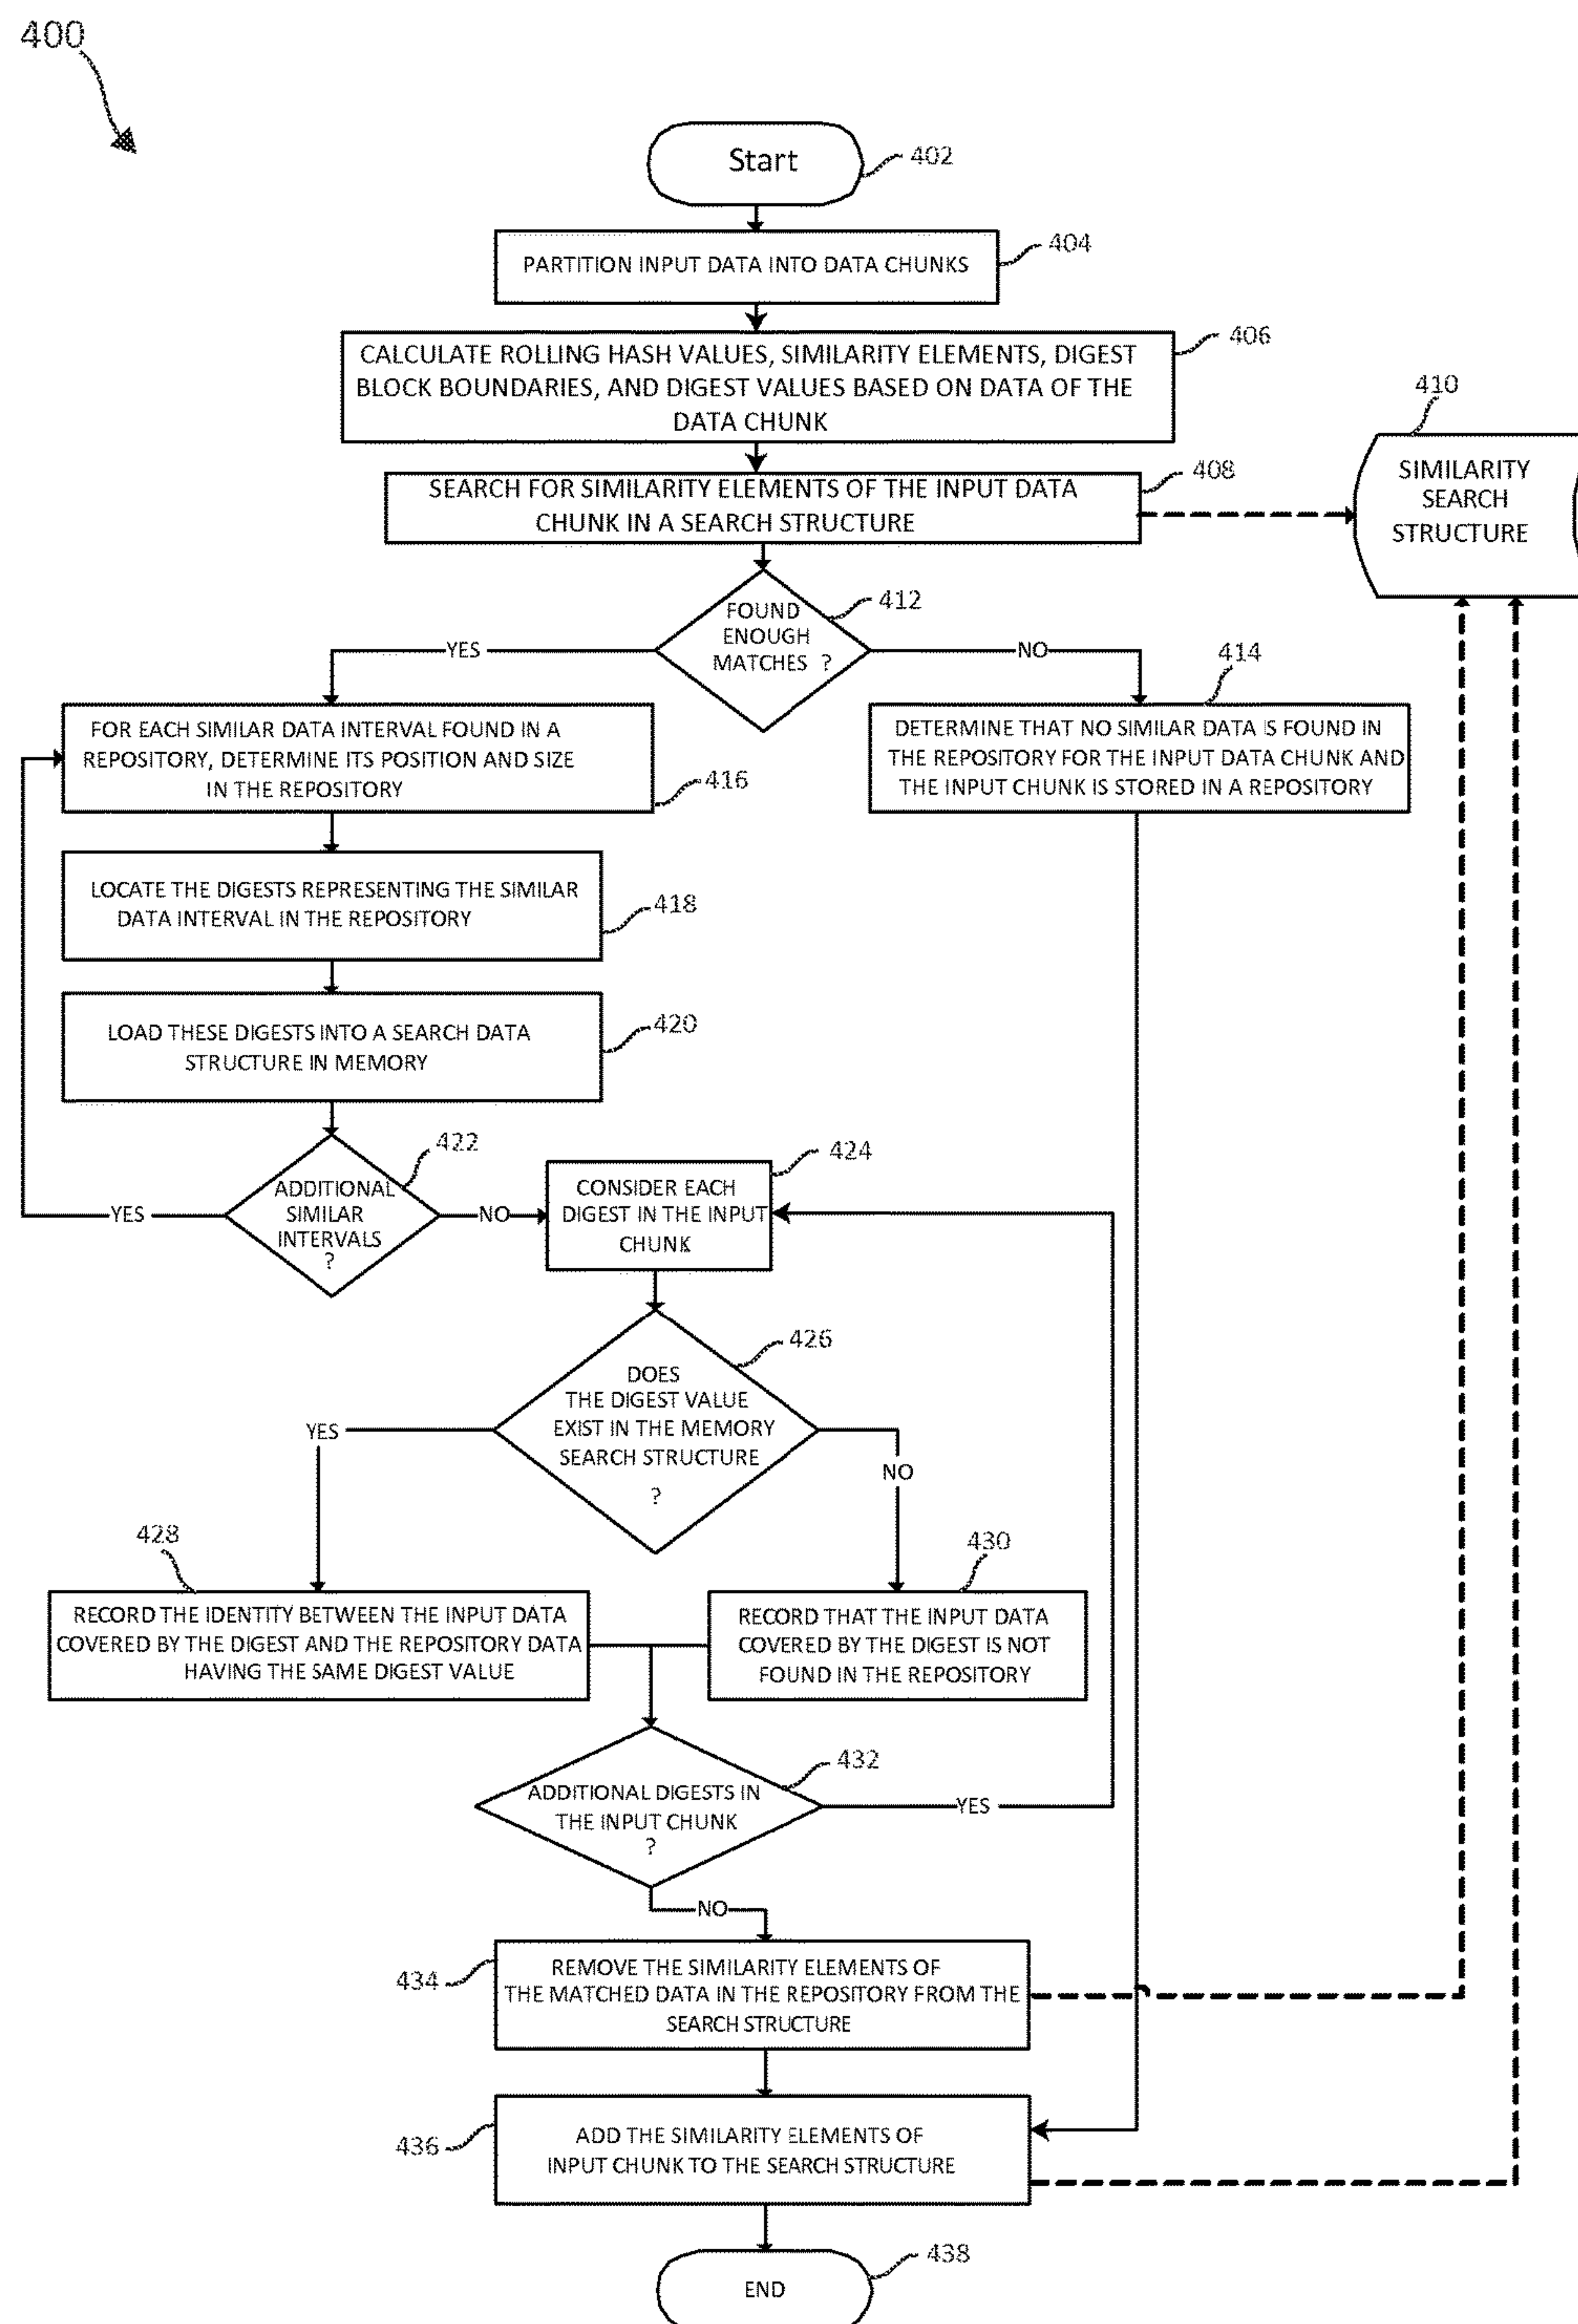 400
Start
402
PARTITION INPUT DATA INTO DATA CHUNKS
404
CALCULATE ROLLING HASH VALUES, SIMILARITY ELEMENTS, DIGEST
BLOCK BOUNDARIES, AND DIGEST VALUES BASED ON DATA OF THE
DATA CHUNK
406
SEARCH FOR SIMILARITY ELEMENTS OF THE INPUT DATA
CHUNK IN A SEARCH STRUCTURE
408
410
SIMILARITY
SEARCH
STRUCTURE
FOUND
ENOUGH
MATCHES ?
412
YES
NO
414
FOR EACH SIMILAR DATA INTERVAL FOUND IN A
REPOSITORY, DETERMINE ITS POSITION AND SIZE
IN THE REPOSITORY
416
DETERMINE THAT NO SIMILAR DATA IS FOUND IN
THE REPOSITORY FOR THE INPUT DATA CHUNK AND
THE INPUT CHUNK IS STORED IN A REPOSITORY
LOCATE THE DIGESTS REPRESENTING THE SIMILAR
DATA INTERVAL IN THE REPOSITORY
418
LOAD THESE DIGESTS INTO A SEARCH DATA
STRUCTURE IN MEMORY
420
ADDITIONAL
SIMILAR
INTERVALS
?
422
YES
NO
CONSIDER EACH
DIGEST IN THE INPUT
CHUNK
424
DOES
THE DIGEST VALUE
EXIST IN THE MEMORY
SEARCH STRUCTURE
?
426
YES
NO
428
RECORD THE IDENTITY BETWEEN THE INPUT DATA
COVERED BY THE DIGEST AND THE REPOSITORY DATA
HAVING THE SAME DIGEST VALUE
430
RECORD THAT THE INPUT DATA
COVERED BY THE DIGEST IS NOT
FOUND IN THE REPOSITORY
ADDITIONAL DIGESTS IN
THE INPUT CHUNK
?
432
YES
NO
REMOVE THE SIMILARITY ELEMENTS OF
THE MATCHED DATA IN THE REPOSITORY FROM THE
SEARCH STRUCTURE
434
ADD THE SIMILARITY ELEMENTS OF
INPUT CHUNK TO THE SEARCH STRUCTURE
436
END
438